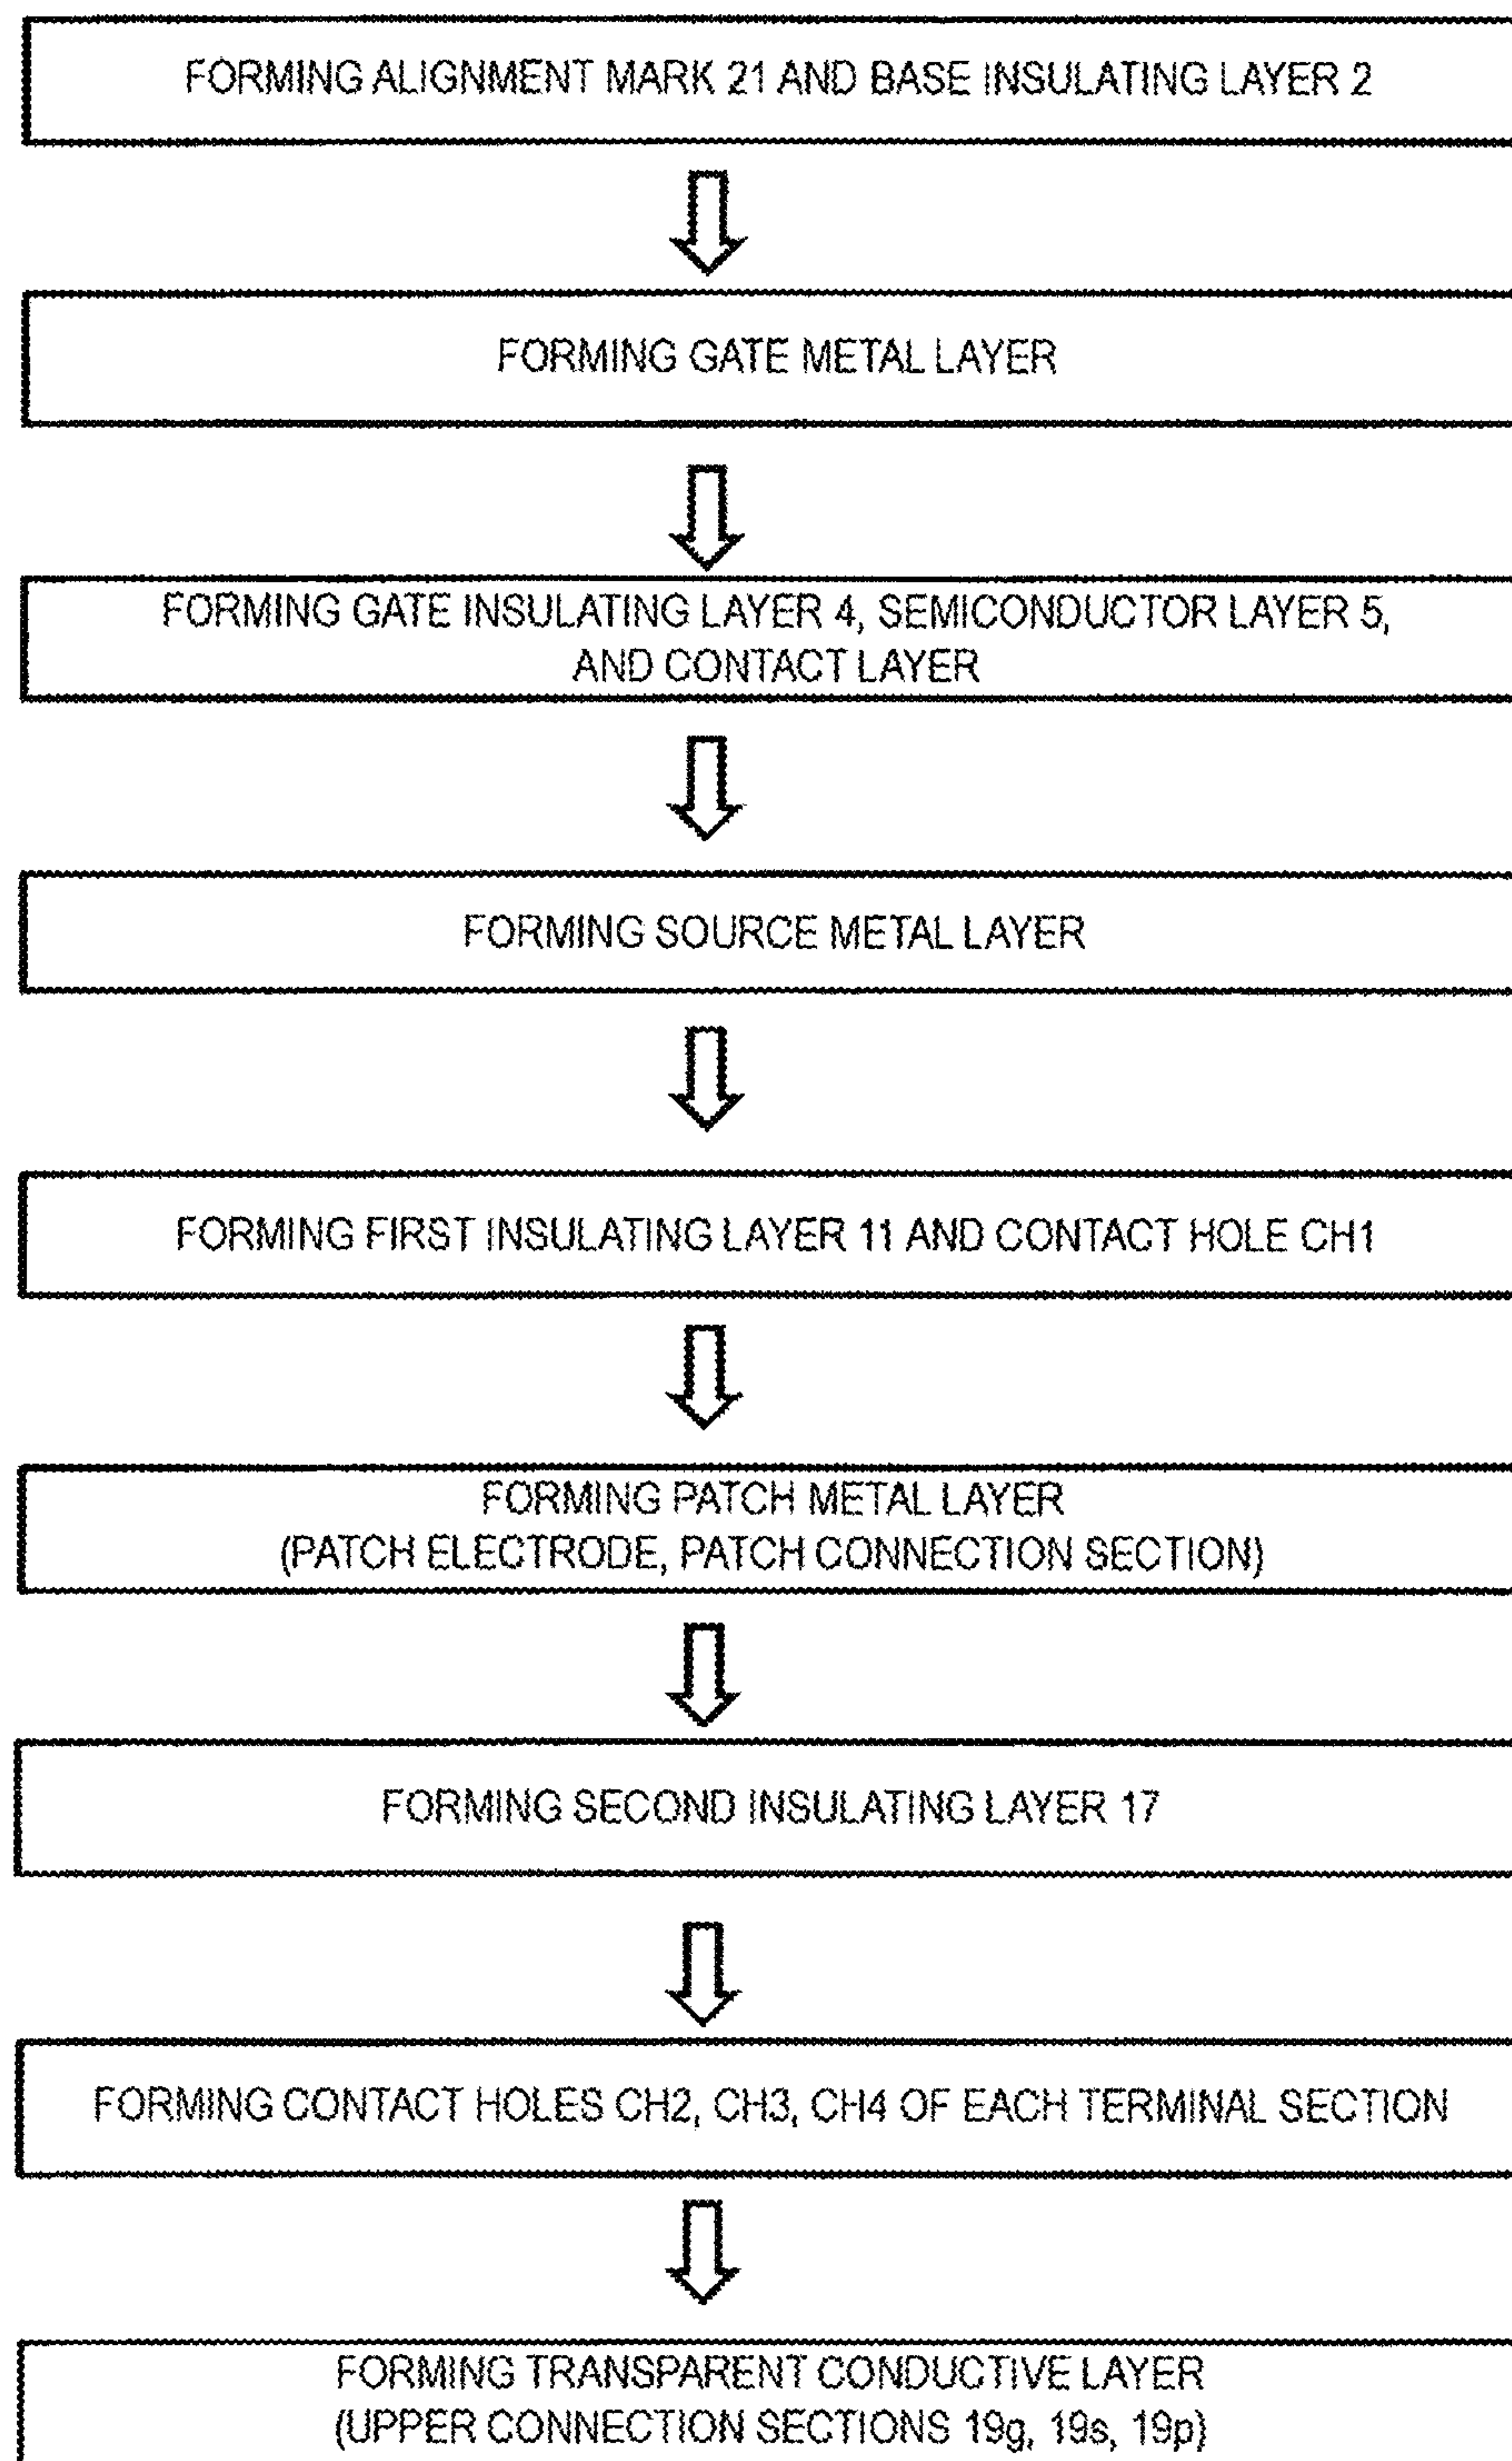 FORMING ALIGNMENT MARK 21 AND BASE INSULATING LAYER 2
FORMING GATE METAL LAYER
FORMING GATE INSULATING LAYER 4, SEMICONDUCTOR LAYER 5,
AND CONTACT LAYER
FORMING SOURCE METAL LAYER
FORMING FIRST INSULATING LAYER 11 AND CONTACT HOLE CH1
FORMING PATCH METAL LAYER
(PATCH ELECTRODE, PATCH CONNECTION SECTION)
FORMING SECOND INSULATING LAYER 17
FORMING CONTACT HOLES CH2, CH3, CH4 OF EACH TERMINAL SECTION
FORMING TRANSPARENT CONDUCTIVE LAYER
(UPPER CONNECTION SECTIONS 19g, 19s, 19p)